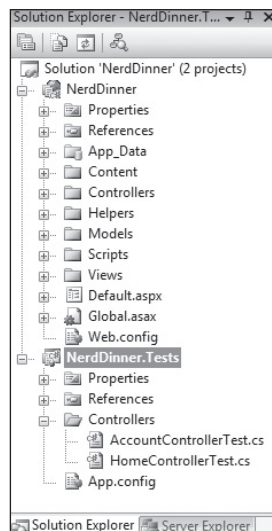 Solution Explorer - NerdDinner.T...
Solution 'NerdDinner' (2 projects)
NerdDinner
Properties
References
App_Data
Content
Controllers
Helpers
Models
Scripts
Views
Default.aspx
Global.asax
Web.config
NerdDinner.Tests
Properties
References
Controllers
AccountControllerTest.cs
HomeControllerTest.cs
App.config
Solution Explorer Server Explorer